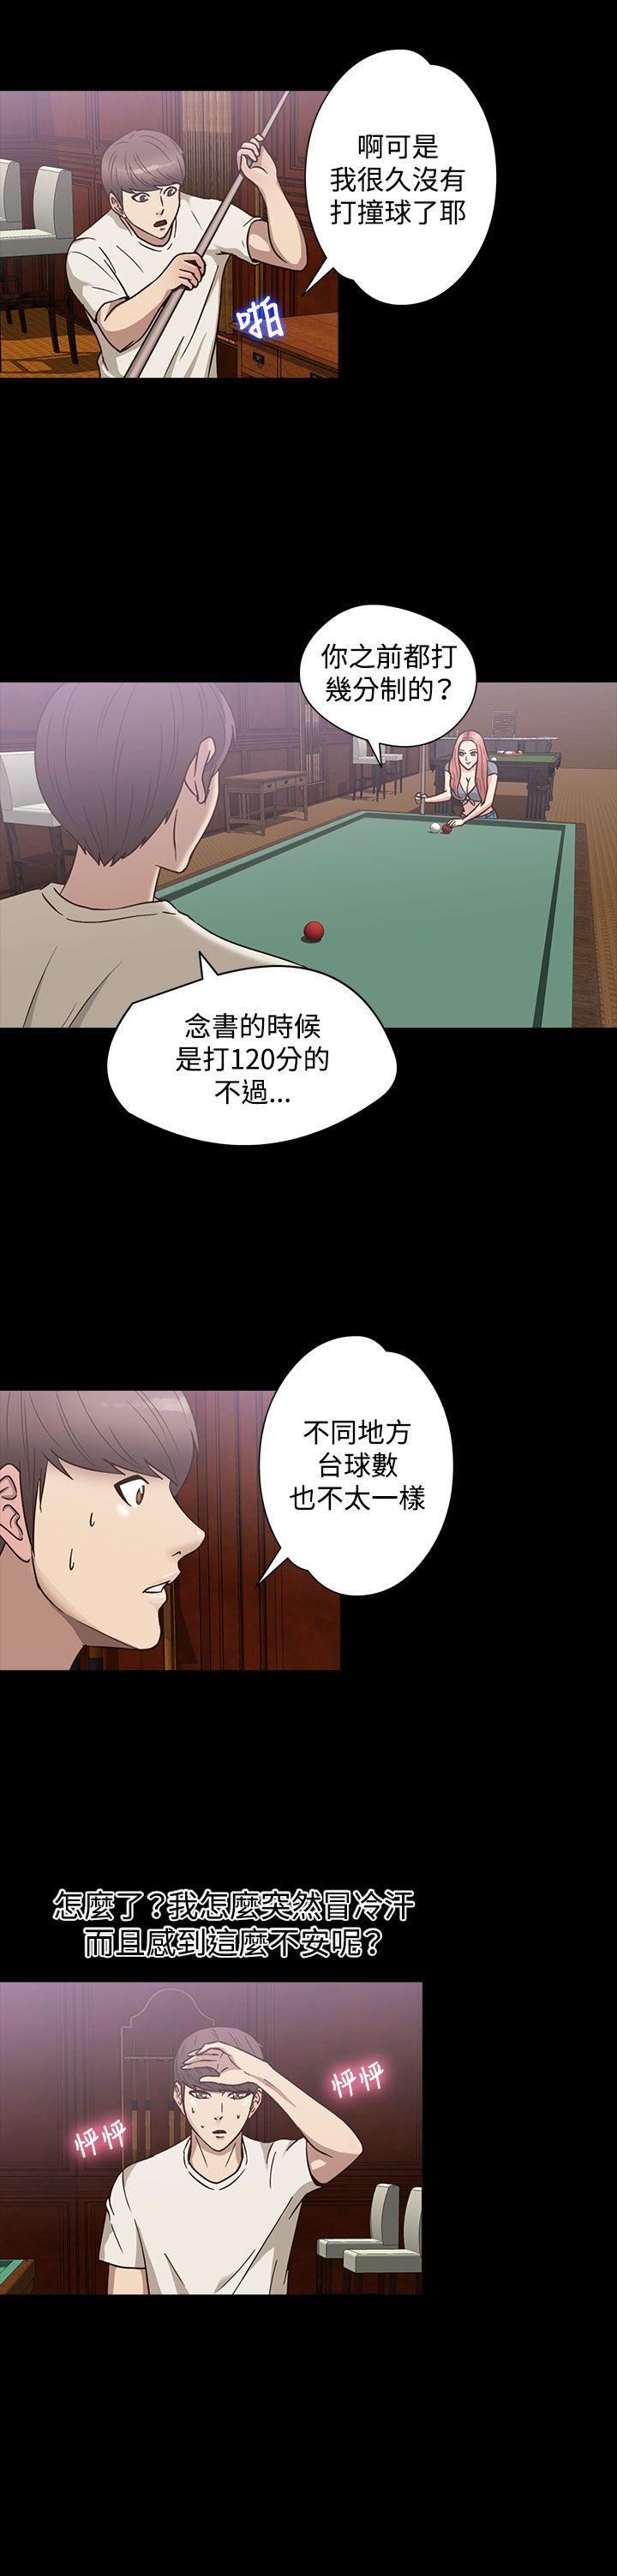 啊可是
我很久沒有
打撞球了耶
啪
你之前都打
幾分制的？
念書的時候
是打120分的
不過...
不同地方
台球數
也不太一樣
怎麼了？我怎麼突然冒冷汗
而且感到這麼不安呢？
怦怦
怦怦